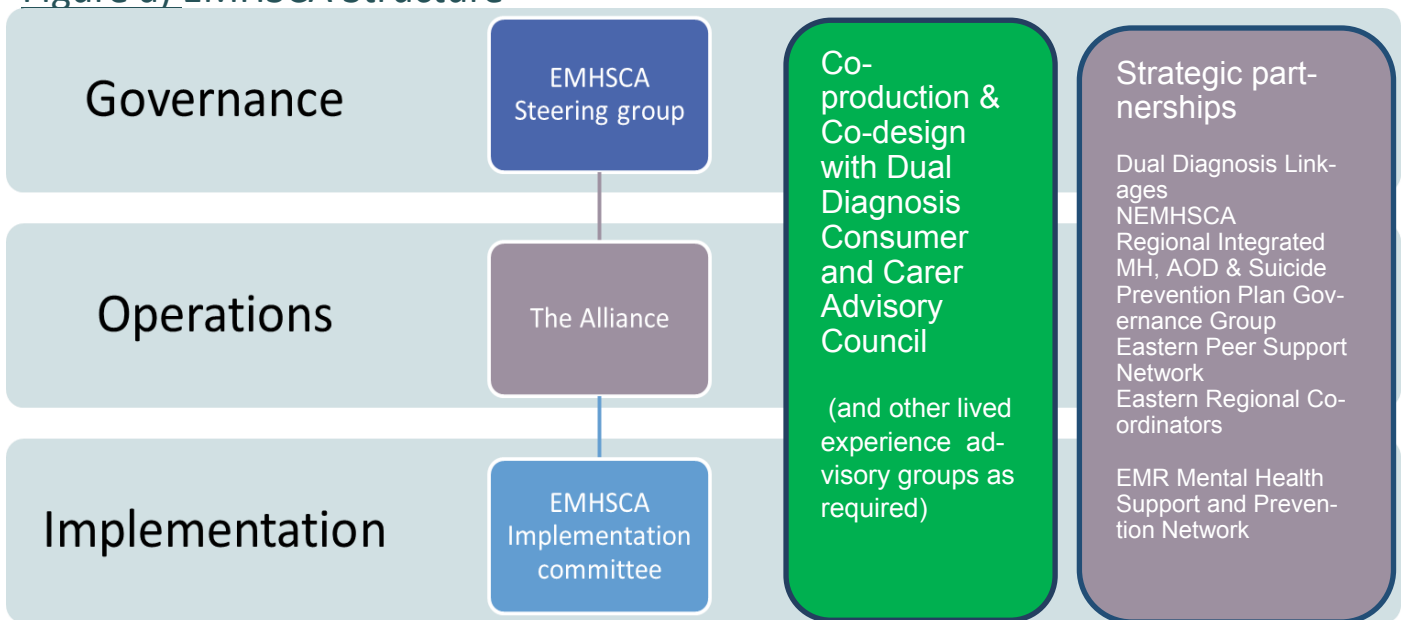 Figure a) EMHSCA Structure
Governance
EMHSCA
Steering group
Operations
The Alliance
Implementation
EMHSCA
Implementation
committee
Co-
production &
Co-design
with Dual
Diagnosis
Consumer
and Carer
Advisory
Council
(and other lived
experience ad-
visory groups as
required)
Strategic part-
nerships
Dual Diagnosis Link-
ages
NEMHSCA
Regional Integrated
MH, AOD & Suicide
Prevention Plan Gov-
ernance Group
Eastern Peer Support
Network
Eastern Regional Co-
ordinators
EMR Mental Health
Support and Preven-
tion Network